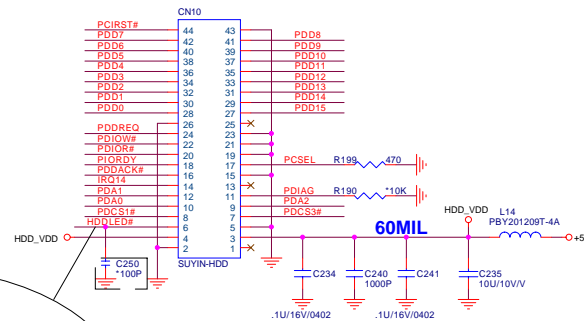 CN10
PCIRST# 44 43
PDD7 42 41 PDD8
PDD6 40 39 PDD9
PDD5 38 37 PDD10
PDD4 36 35 PDD11
PDD3 34 33 PDD12
PDD2 32 31 PDD13
PDD1 30 29 PDD14
PDD0 28 27 PDD15
26 25
PDDREQ 24 23
PDIOW# 22 21
PDIOR# 20 19
PIORDY 18 17 PCSEL R199 470
PDDACK# 16 15
IRQ14 14 13
PDA1 12 11 PDIAG R190 *10K
PDA0 10 9 PDA2
PDCS1# 8 7 PDCS3#
HDDLED# 6 5
HDD_VDD 4 3 60MIL HDD_VDD L14 PBY201209T-4A +5
2 1
SUYIN-HDD
C250
*100P
C234
.1U/16V/0402
C240
1000P
C241
.1U/16V/0402
C235
10U/10V/V